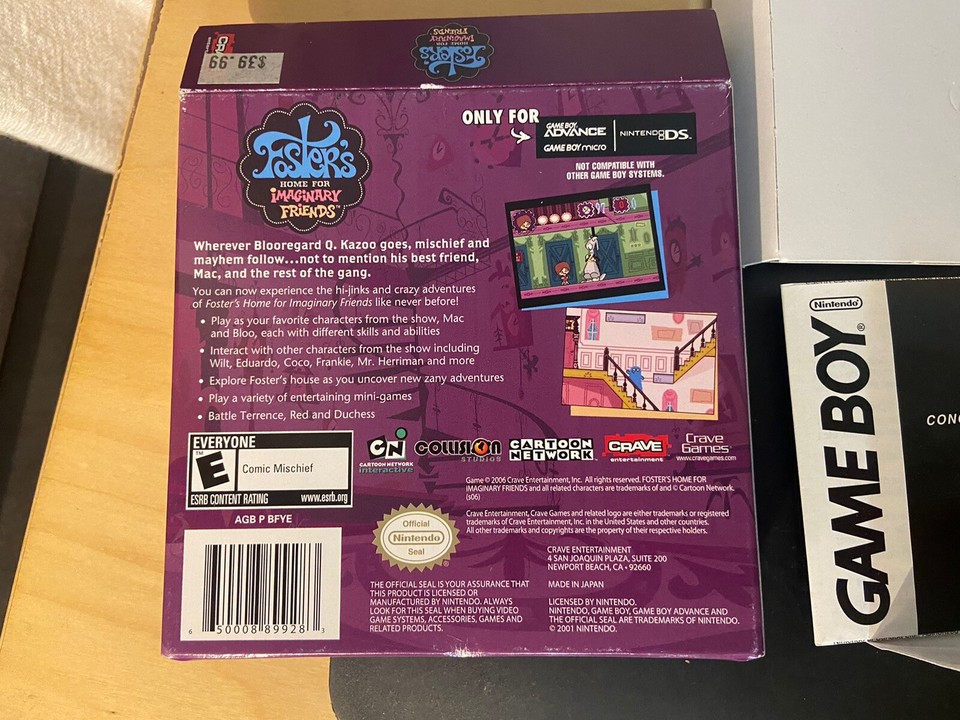 CRAVE
$39.99
FOSTER'S
HOME FOR
IMAGINARY
FRIENDS
ONLY FOR
GAME BOY ADVANCE
GAME BOY micro
NINTENDO DS™
NOT COMPATIBLE WITH
OTHER GAME BOY SYSTEMS.
Foster's
HOME FOR
IMAGINARY
FRIENDS™
Wherever Blooregard Q. Kazoo goes, mischief and
mayhem follow...not to mention his best friend,
Mac, and the rest of the gang.
You can now experience the hi-jinks and crazy adventures
of Foster's Home for Imaginary Friends like never before!
• Play as your favorite characters from the show, Mac
and Bloo, each with different skills and abilities
• Interact with other characters from the show including
Wilt, Eduardo, Coco, Frankie, Mr. Herriman and more
• Explore Foster's house as you uncover new zany adventures
• Play a variety of entertaining mini-games
• Battle Terrence, Red and Duchess
97
0
EVERYONE
E™
Comic Mischief
ESRB CONTENT RATING www.esrb.org
CN
CARTOON NETWORK
interactive
COLLISION
STUDIOS
CARTOON
NETWORK
CRAVE
entertainment
Crave
Games™
www.cravegames.com
Game © 2006 Crave Entertainment, Inc. All rights reserved. FOSTER'S HOME FOR
IMAGINARY FRIENDS and all related characters are trademarks of and © Cartoon Network.
(s06)
Crave Entertainment, Crave Games and related logo are either trademarks or registered
trademarks of Crave Entertainment, Inc. in the United States and other countries.
All other trademarks and copyrights are the property of their respective holders.
AGB P BFYE
Official
Nintendo
Seal
®
CRAVE ENTERTAINMENT
4 SAN JOAQUIN PLAZA, SUITE 200
NEWPORT BEACH, CA • 92660
THE OFFICIAL SEAL IS YOUR ASSURANCE THAT
THIS PRODUCT IS LICENSED OR
MANUFACTURED BY NINTENDO. ALWAYS
LOOK FOR THIS SEAL WHEN BUYING VIDEO
GAME SYSTEMS, ACCESSORIES, GAMES AND
RELATED PRODUCTS.
MADE IN JAPAN
LICENSED BY NINTENDO.
NINTENDO, GAME BOY, GAME BOY ADVANCE AND
THE OFFICIAL SEAL ARE TRADEMARKS OF NINTENDO.
© 2001 NINTENDO.
6 50008 89928 3
Nintendo
GAME BOY®
CONC